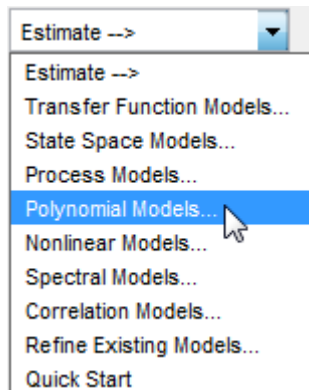 Estimate -->
Estimate -->
Transfer Function Models...
State Space Models...
Process Models...
Polynomial Models...
Nonlinear Models...
Spectral Models...
Correlation Models...
Refine Existing Models...
Quick Start